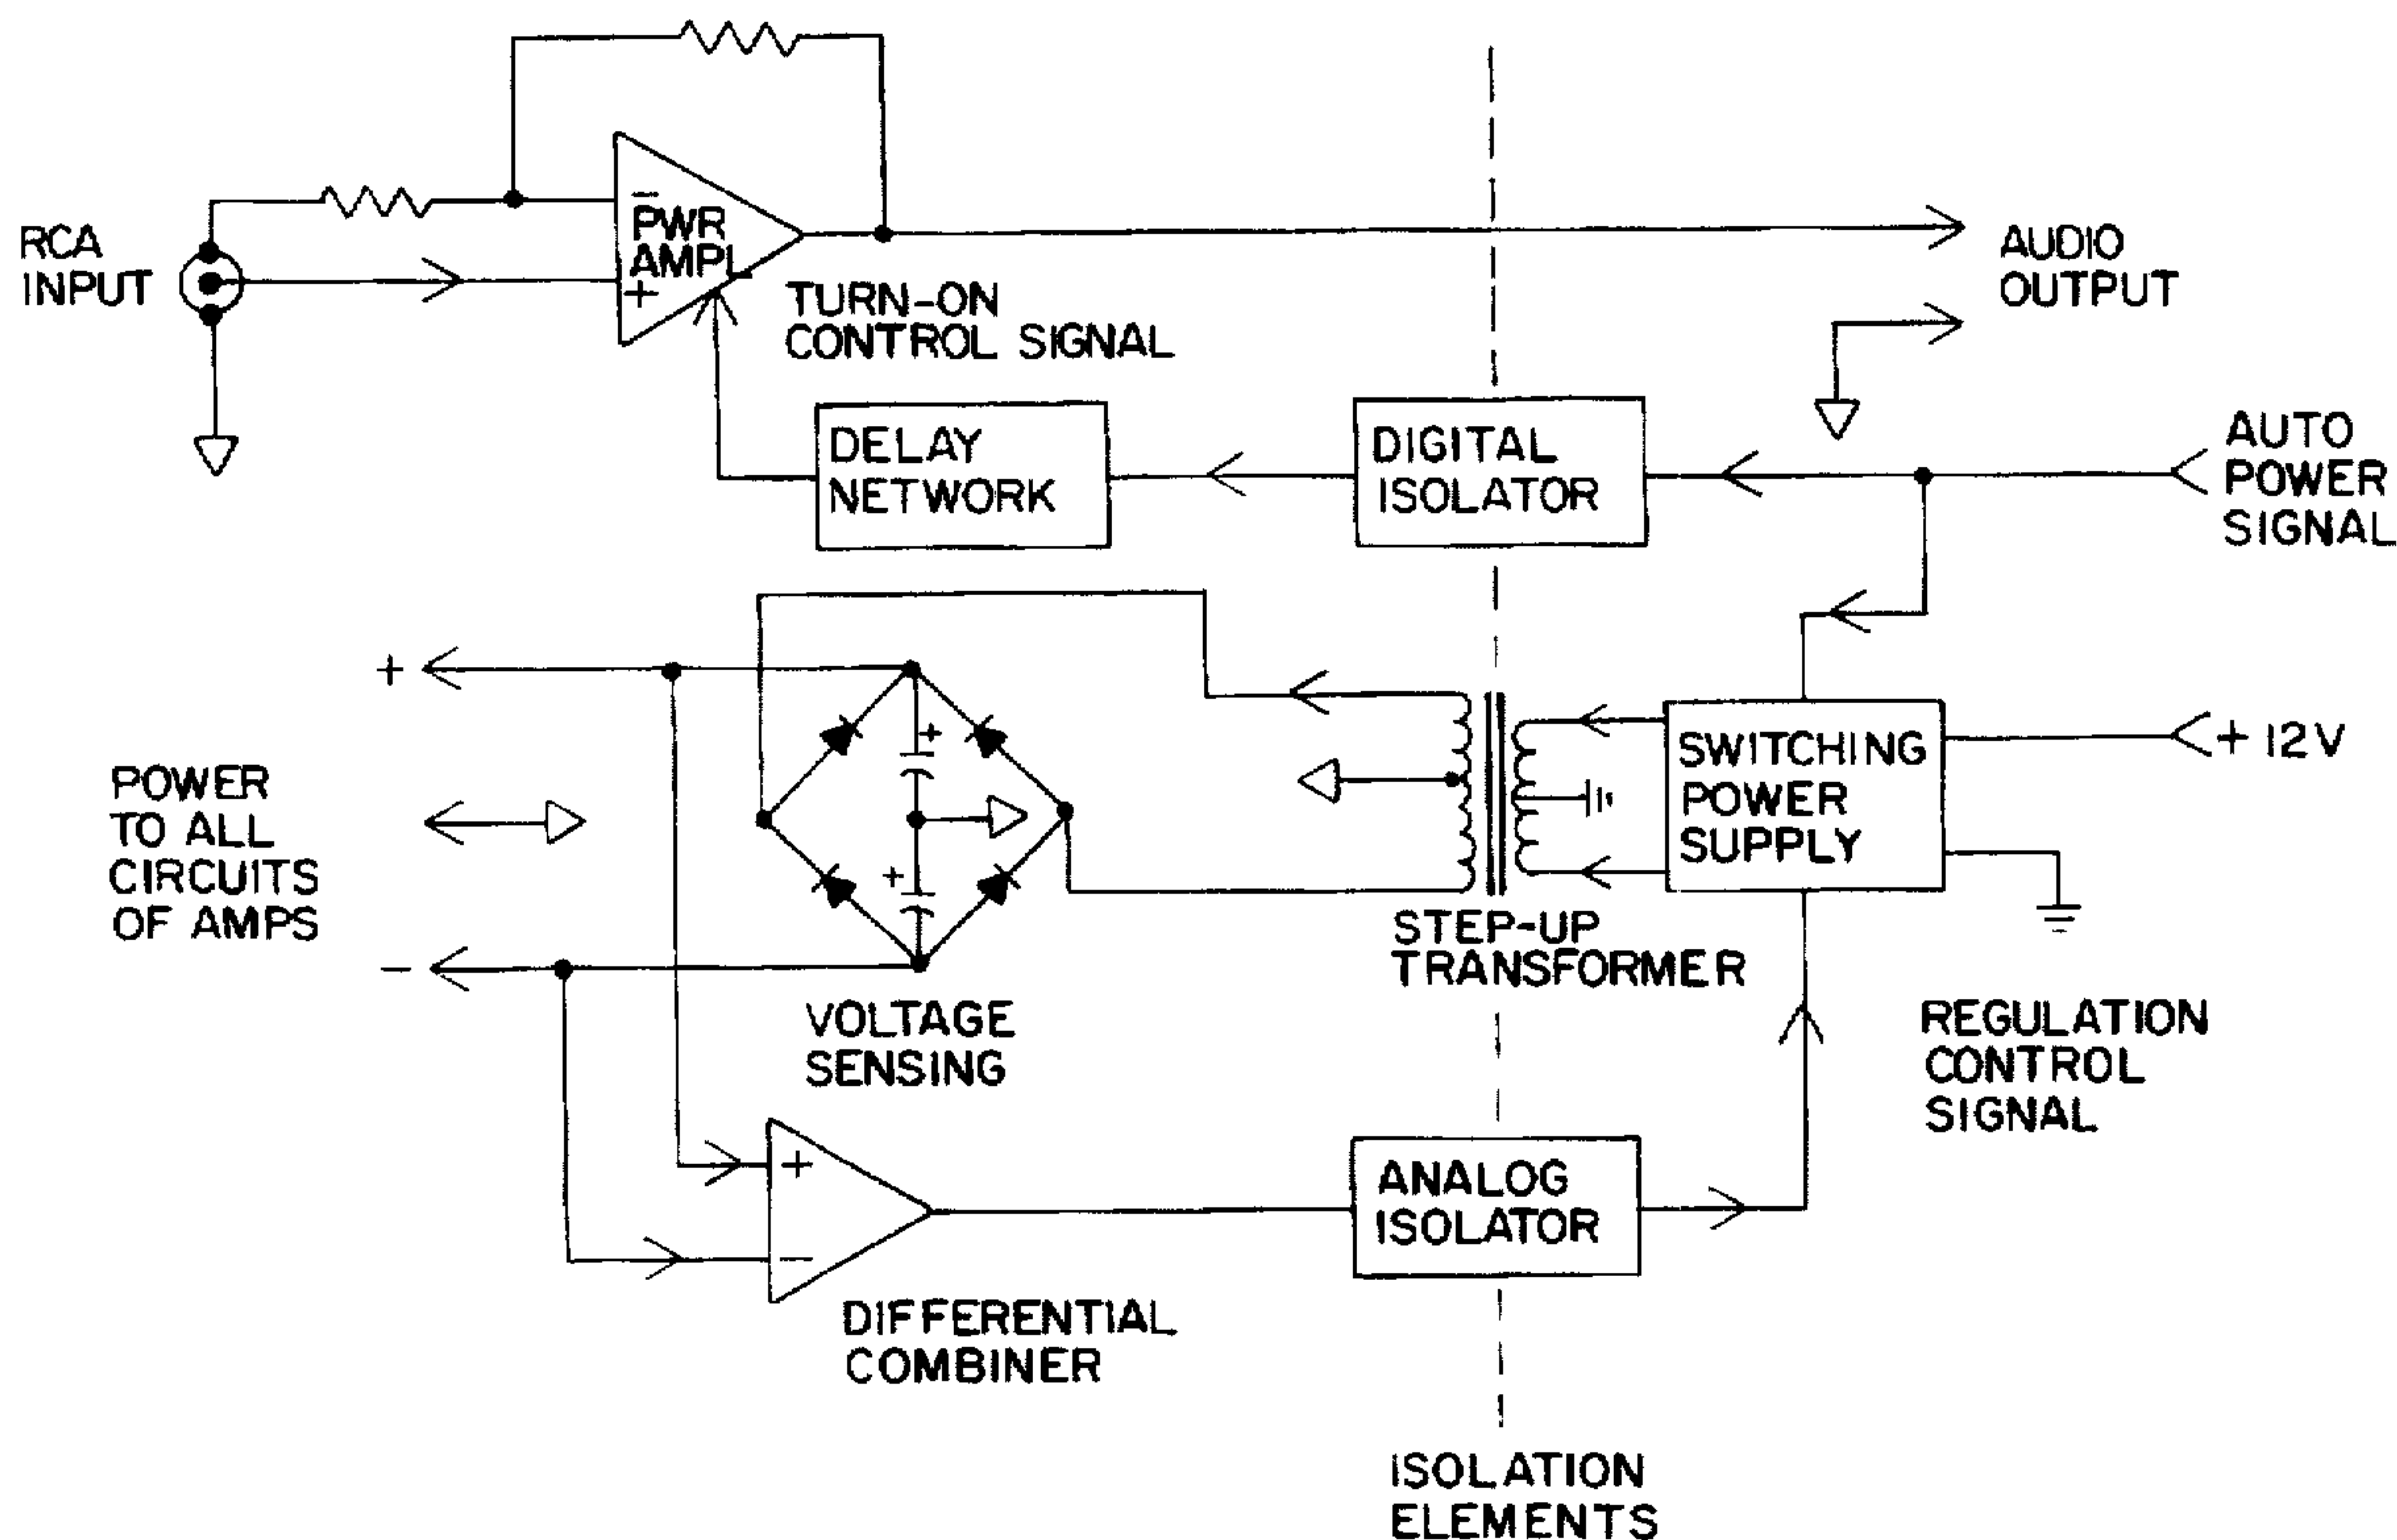 RCA
INPUT
–
PWR
AMPL
+
TURN-ON
CONTROL SIGNAL
AUDIO
OUTPUT
DELAY
NETWORK
DIGITAL
ISOLATOR
AUTO
POWER
SIGNAL
+
POWER
TO ALL
CIRCUITS
OF AMPS
–
+
+
VOLTAGE
SENSING
STEP-UP
TRANSFORMER
SWITCHING
POWER
SUPPLY
+ 12V
REGULATION
CONTROL
SIGNAL
+
–
DIFFERENTIAL
COMBINER
ANALOG
ISOLATOR
ISOLATION
ELEMENTS